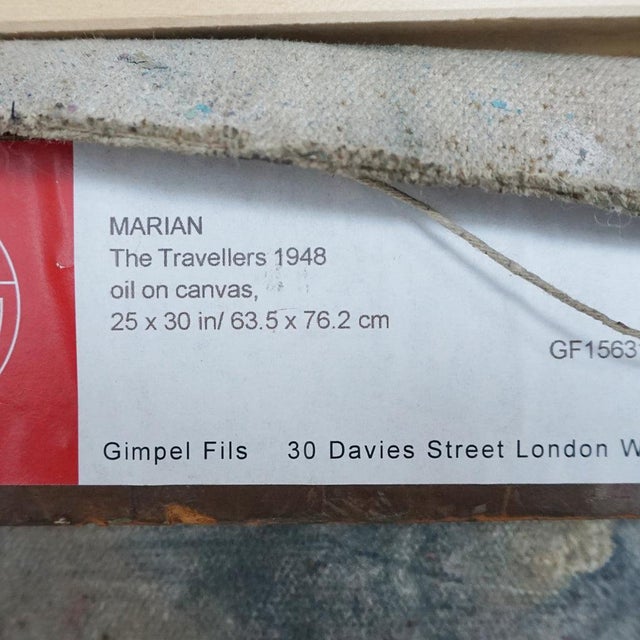 MARIAN
The Travellers 1948
oil on canvas,
25 x 30 in/ 63.5 x 76.2 cm
GF1563
Gimpel Fils 30 Davies Street London W